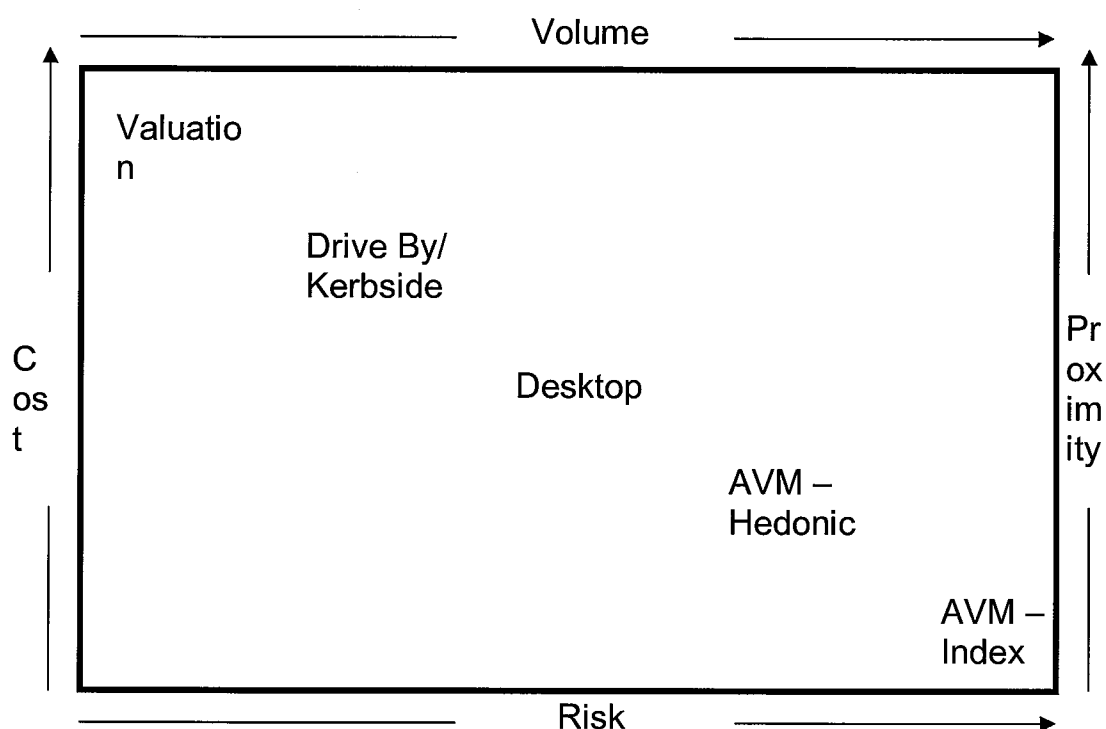 Volume
Valuatio
n
Drive By/
Kerbside
C
os
t
Desktop
Pr
ox
im
ity
AVM –
Hedonic
AVM –
Index
Risk